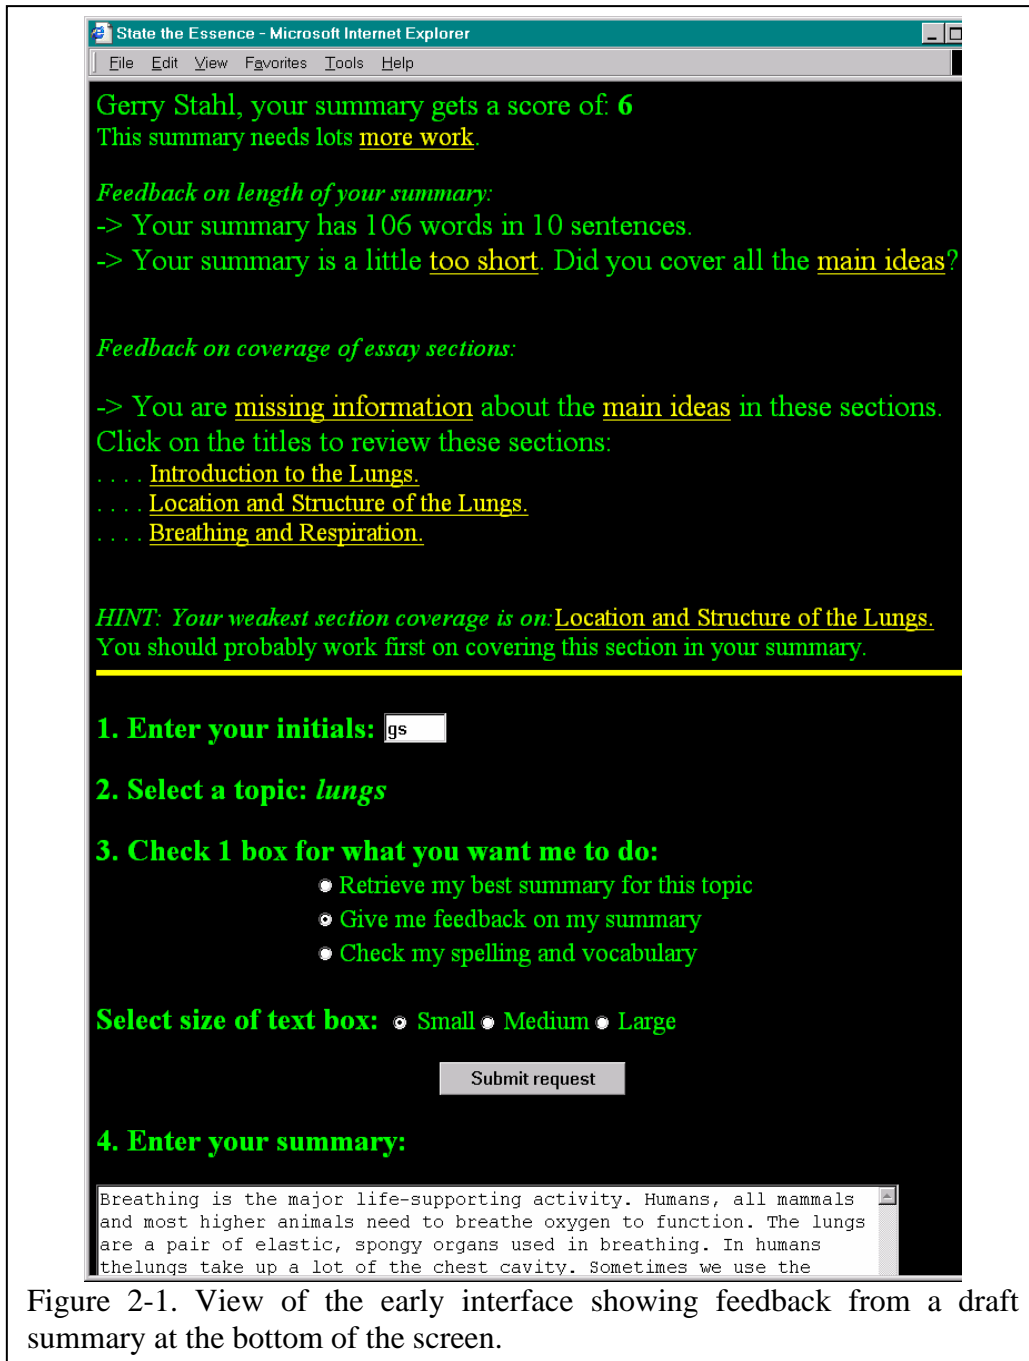 State the Essence - Microsoft Internet Explorer
File Edit View Favorites Tools Help
Gerry Stahl, your summary gets a score of: 6
This summary needs lots more work.
Feedback on length of your summary:
-> Your summary has 106 words in 10 sentences.
-> Your summary is a little too short. Did you cover all the main ideas?
Feedback on coverage of essay sections:
-> You are missing information about the main ideas in these sections.
Click on the titles to review these sections:
. . . . Introduction to the Lungs.
. . . . Location and Structure of the Lungs.
. . . . Breathing and Respiration.
HINT: Your weakest section coverage is on:Location and Structure of the Lungs.
You should probably work first on covering this section in your summary.
1. Enter your initials: gs
2. Select a topic: lungs
3. Check 1 box for what you want me to do:
Retrieve my best summary for this topic
Give me feedback on my summary
Check my spelling and vocabulary
Select size of text box: Small Medium Large
Submit request
4. Enter your summary:
Breathing is the major life-supporting activity. Humans, all mammals
and most higher animals need to breathe oxygen to function. The lungs
are a pair of elastic, spongy organs used in breathing. In humans
thelungs take up a lot of the chest cavity. Sometimes we use the
Figure 2-1. View of the early interface showing feedback from a draft
summary at the bottom of the screen.